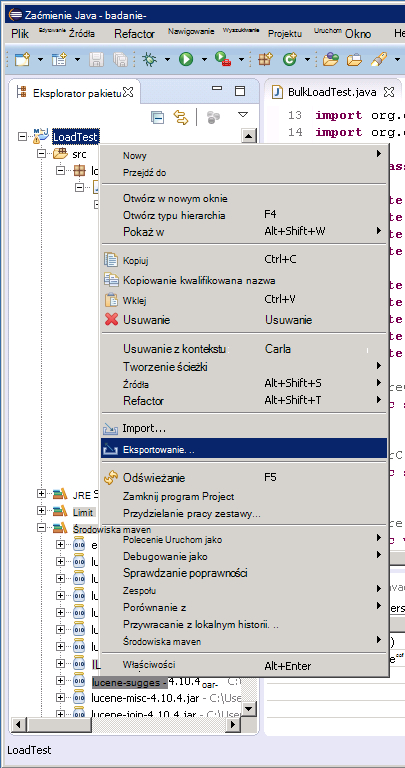 Zaćmienie Java - badanie-
Plik Edytowanie Źródła Refactor Nawigowanie Wyszukiwanie Projektu Uruchom Okno He
Eksplorator pakietu
BulkLoadTest.java
LoadTest
src
13 import org.
14 import org.
Nowy
Przejdź do
Otwórz w nowym oknie
Otwórz typu hierarchia F4
Pokaż w Alt+Shift+W
Kopiuj Ctrl+C
Kopiowanie kwalifikowana nazwa
Wklej Ctrl+V
Usuwanie Usuwanie
Usuwanie z kontekstu Carla
Tworzenie ścieżki
Źródła Alt+Shift+S
Refactor Alt+Shift+T
Import...
Eksportowanie...
Odświeżanie F5
Zamknij program Project
Przydzielanie pracy zestawy...
Polecenie Uruchom jako
Debugowanie jako
Sprawdzanie poprawności
Zespołu
Porównanie z
Przywracanie z lokalnym historii...
Środowiska maven
Właściwości Alt+Enter
JRE S
Limit
Środowiska maven
lucene-sugges - 4.10.4 oar- C:\U
lucene-misc-4.10.4.jar - C:\User
lucene-join-4.10.4.jar - C:\Users
LoadTest